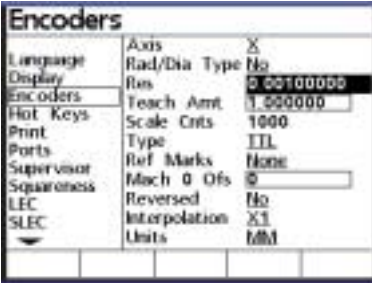 Encoders
Language
Display
Encoders
Hot Keys
Print
Ports
Supervisor
Squareness
LEC
SLEC
Axis X
Rad/Dia Type No
Res 0.00100000
Teach Amt 1.000000
Scale Cnts 1000
Type TTL
Ref Marks None
Mach 0 Ofs 0
Reversed No
Interpolation X1
Units MM